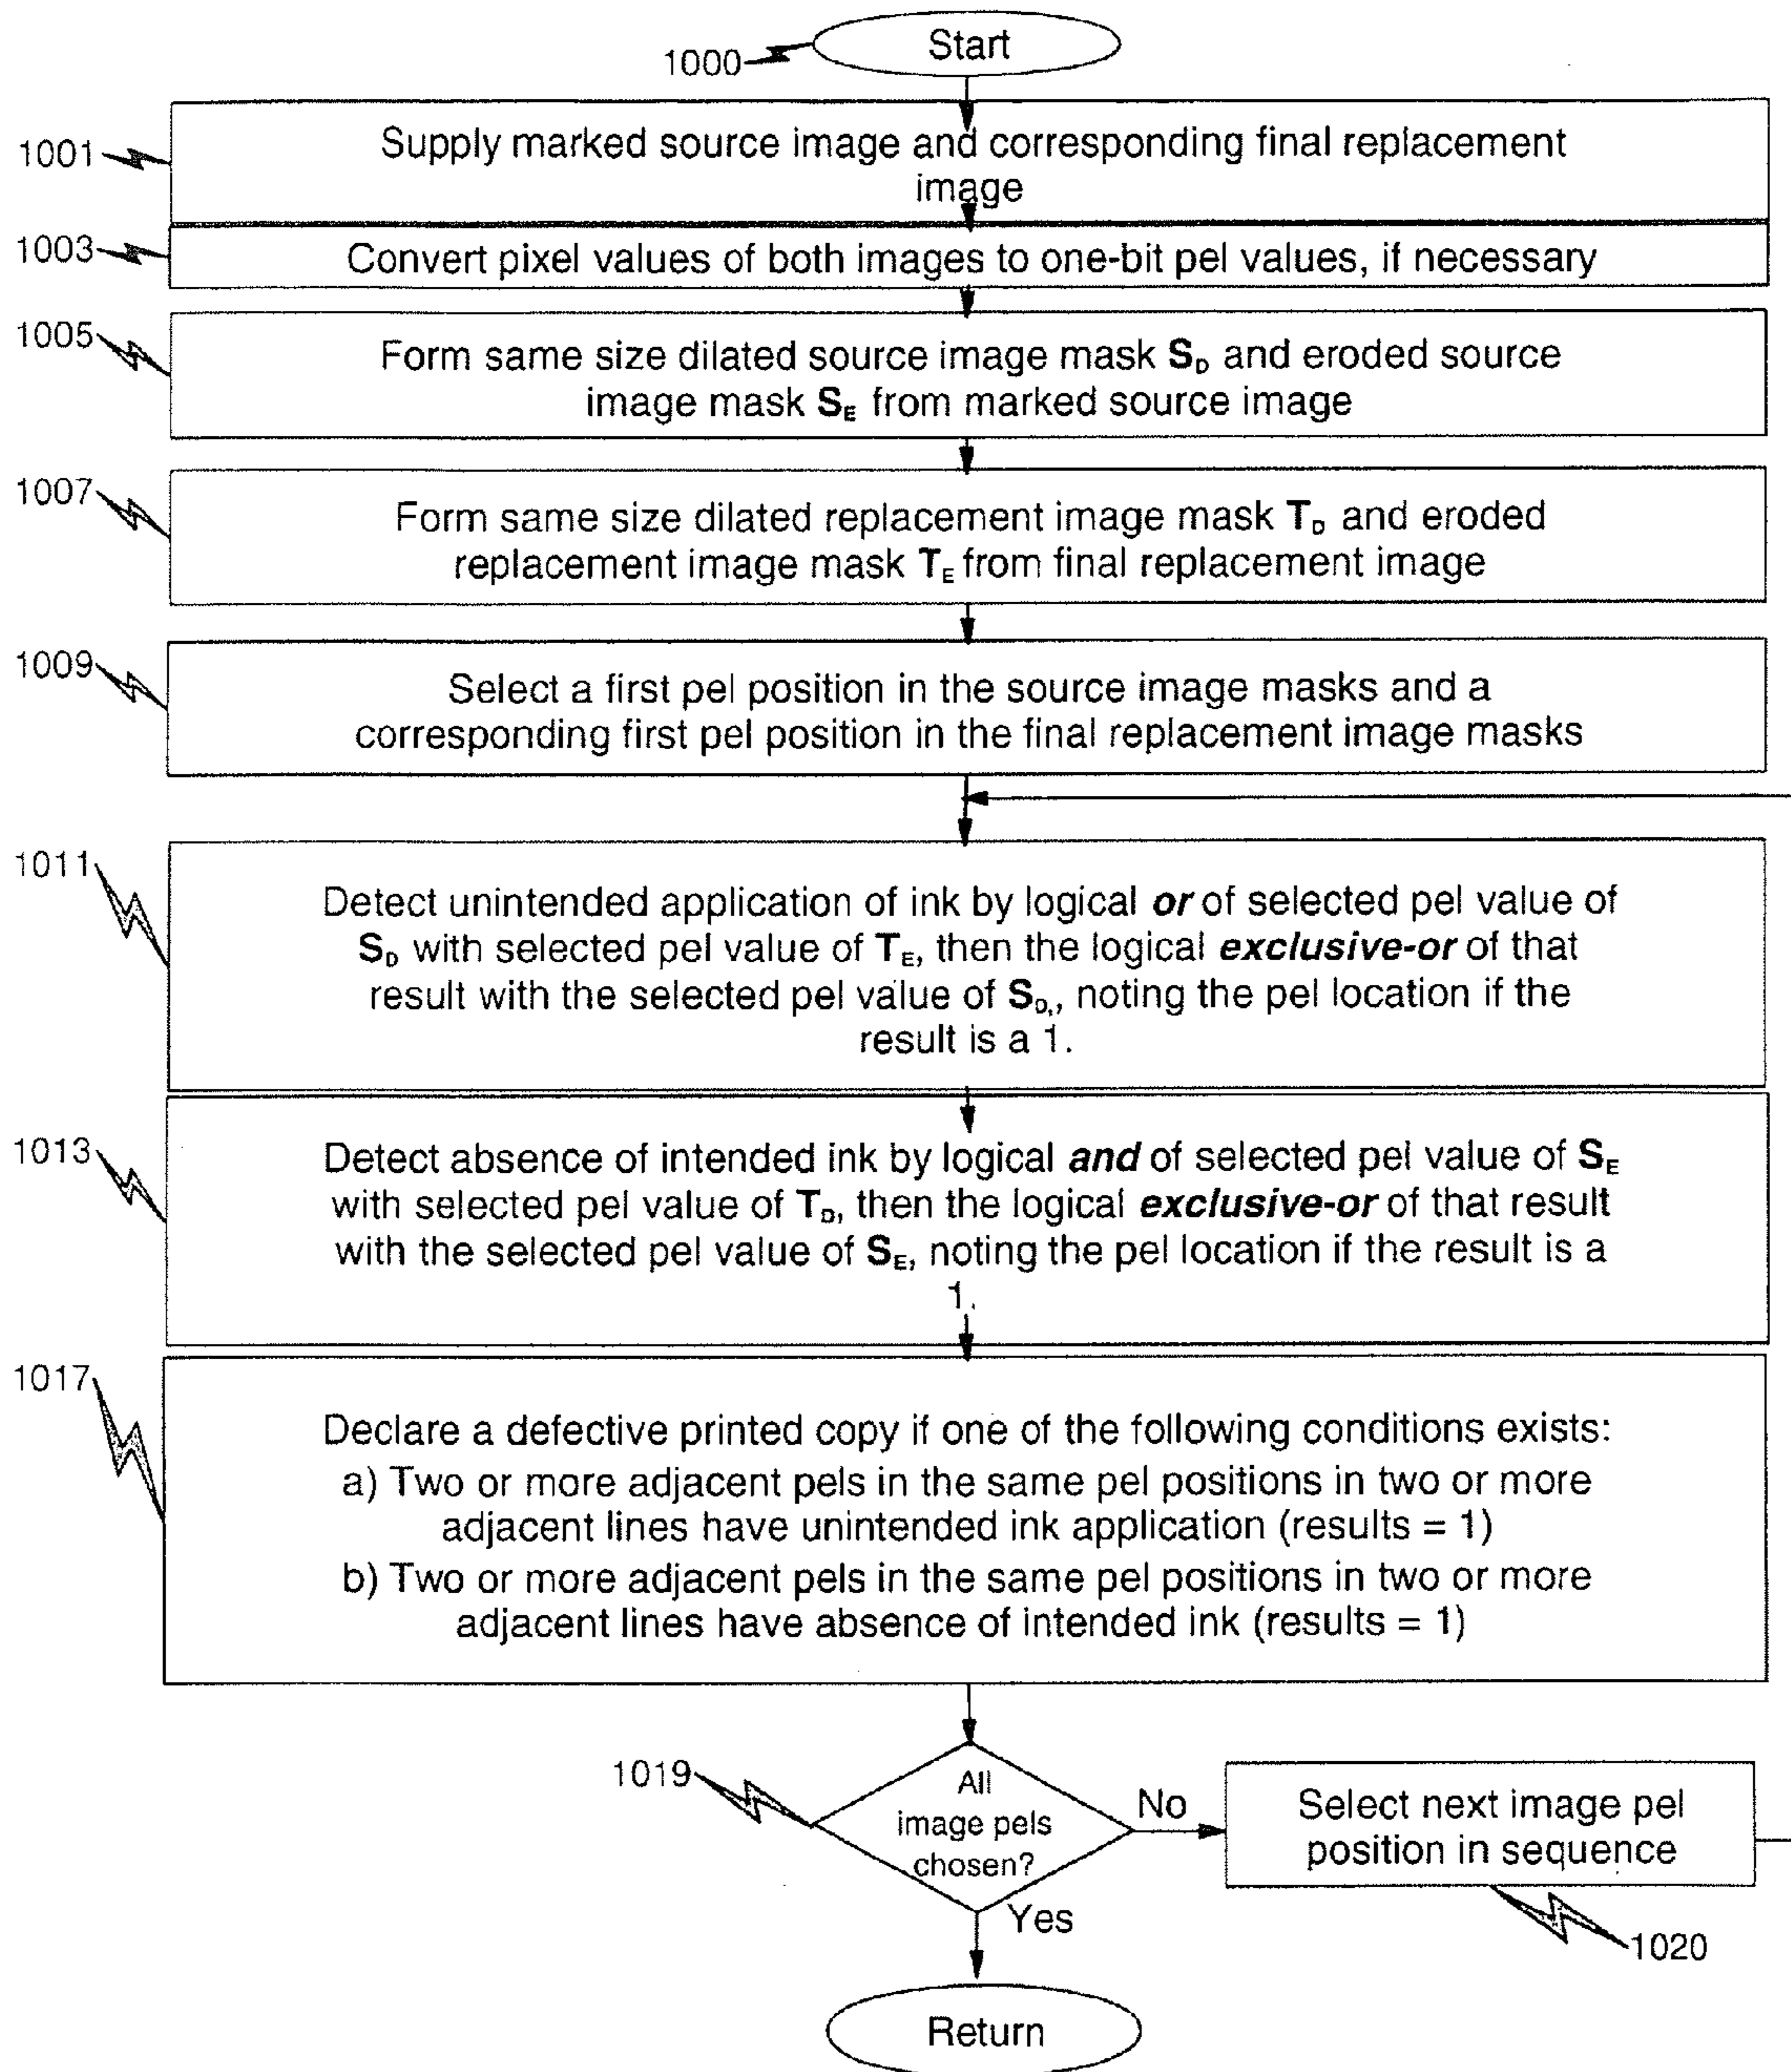 1000
Start
1001
Supply marked source image and corresponding final replacement
image
1003
Convert pixel values of both images to one-bit pel values, if necessary
1005
Form same size dilated source image mask S_D and eroded source
image mask S_E from marked source image
1007
Form same size dilated replacement image mask T_D and eroded
replacement image mask T_E from final replacement image
1009
Select a first pel position in the source image masks and a
corresponding first pel position in the final replacement image masks
1011
Detect unintended application of ink by logical or of selected pel value of
S_D with selected pel value of T_E, then the logical exclusive-or of that
result with the selected pel value of S_D,, noting the pel location if the
result is a 1.
1013
Detect absence of intended ink by logical and of selected pel value of S_E
with selected pel value of T_D, then the logical exclusive-or of that result
with the selected pel value of S_E, noting the pel location if the result is a
1.
1017
Declare a defective printed copy if one of the following conditions exists:
a) Two or more adjacent pels in the same pel positions in two or more
adjacent lines have unintended ink application (results = 1)
b) Two or more adjacent pels in the same pel positions in two or more
adjacent lines have absence of intended ink (results = 1)
1019
All
image pels
chosen?
No
Select next image pel
position in sequence
Yes
1020
Return